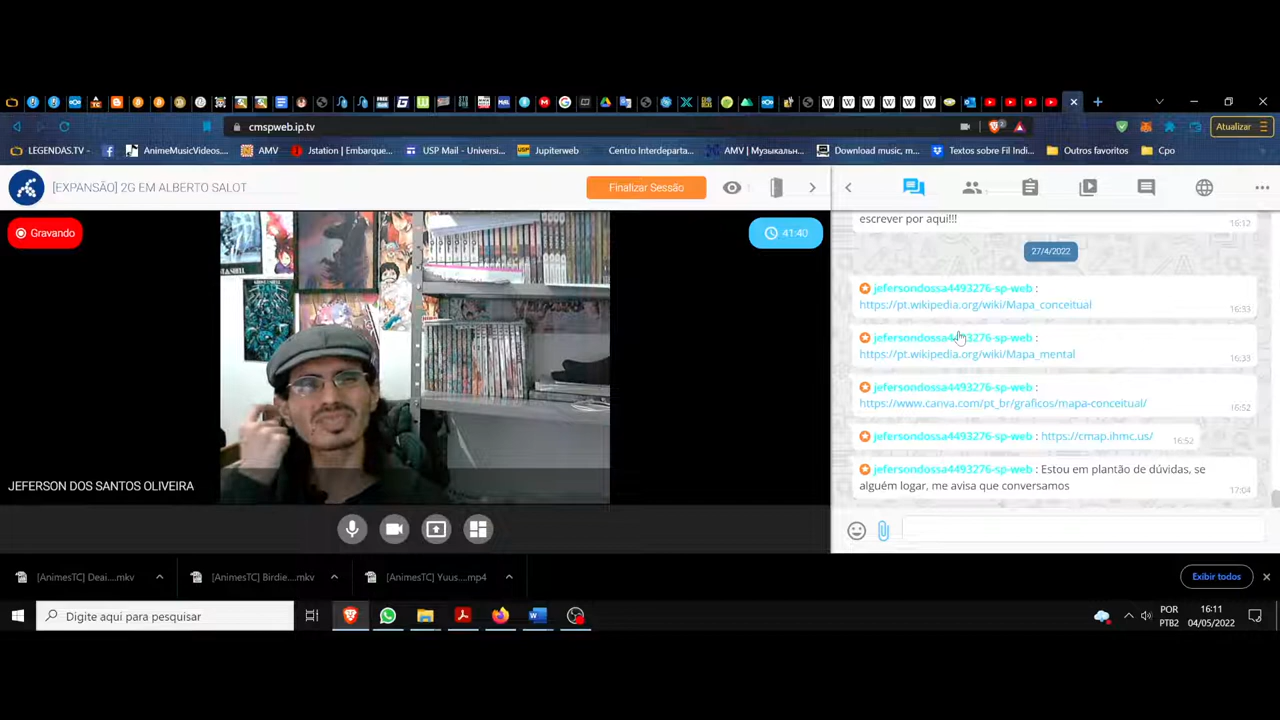 cmspweb.ip.tv
Atualizar
LEGENDAS.TV
AnimeMusicVideos...
AMV
Jstation | Embarque...
USP Mail - Universi...
Jupiterweb
Centro Interdeparta...
AMV | Музыкальн...
Download music, m...
Textos sobre Fil Indi...
Outros favoritos
Cpo
[EXPANSÃO] 2G EM ALBERTO SALOT
Finalizar Sessão
1
escrever por aqui!!!
16:12
Gravando
41:40
27/4/2022
jefersondossa4493276-sp-web :
https://pt.wikipedia.org/wiki/Mapa_conceitual
16:33
jefersondossa4493276-sp-web :
https://pt.wikipedia.org/wiki/Mapa_mental
16:33
jefersondossa4493276-sp-web :
https://www.canva.com/pt_br/graficos/mapa-conceitual/
16:52
jefersondossa4493276-sp-web : https://cmap.ihmc.us/
16:52
jefersondossa4493276-sp-web : Estou em plantão de dúvidas, se
alguém logar, me avisa que conversamos
17:04
JEFERSON DOS SANTOS OLIVEIRA
[AnimesTC] Deai....mkv
[AnimesTC] Birdie....mkv
[AnimesTC] Yuus....mp4
Exibir todos
Digite aqui para pesquisar
POR
PTB2
16:11
04/05/2022